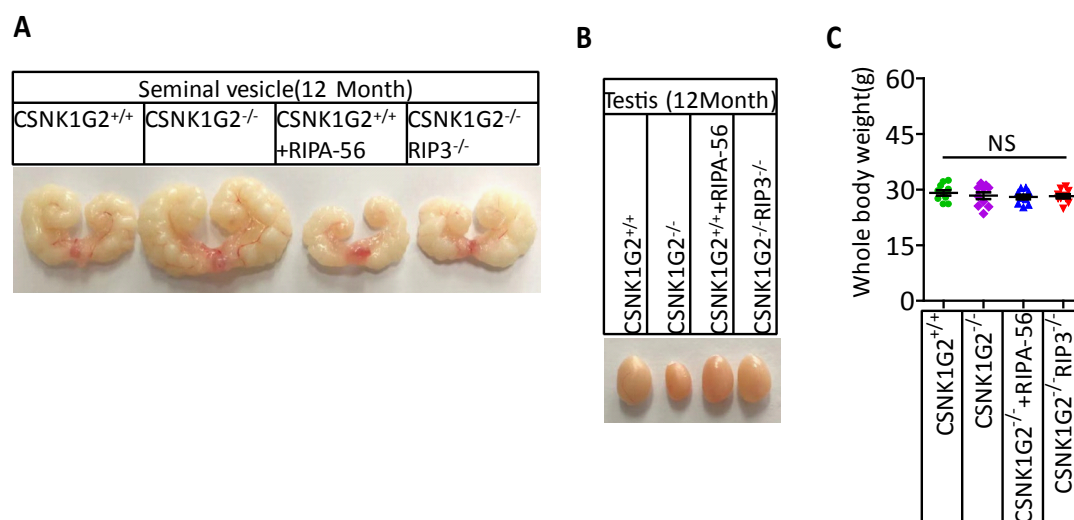 A
Seminal vesicle(12 Month)
CSNK1G2+/+
CSNK1G2-/-
CSNK1G2+/+
+RIPA-56
CSNK1G2-/-
RIP3-/-
B
Testis (12Month)
CSNK1G2+/+
CSNK1G2-/-
CSNK1G2+/++RIPA-56
CSNK1G2-/-RIP3-/-
C
Whole body weight(g)
60
45
30
15
0
NS
CSNK1G2+/+
CSNK1G2-/-
CSNK1G2-/-+RIPA-56
CSNK1G2-/-RIP3-/-